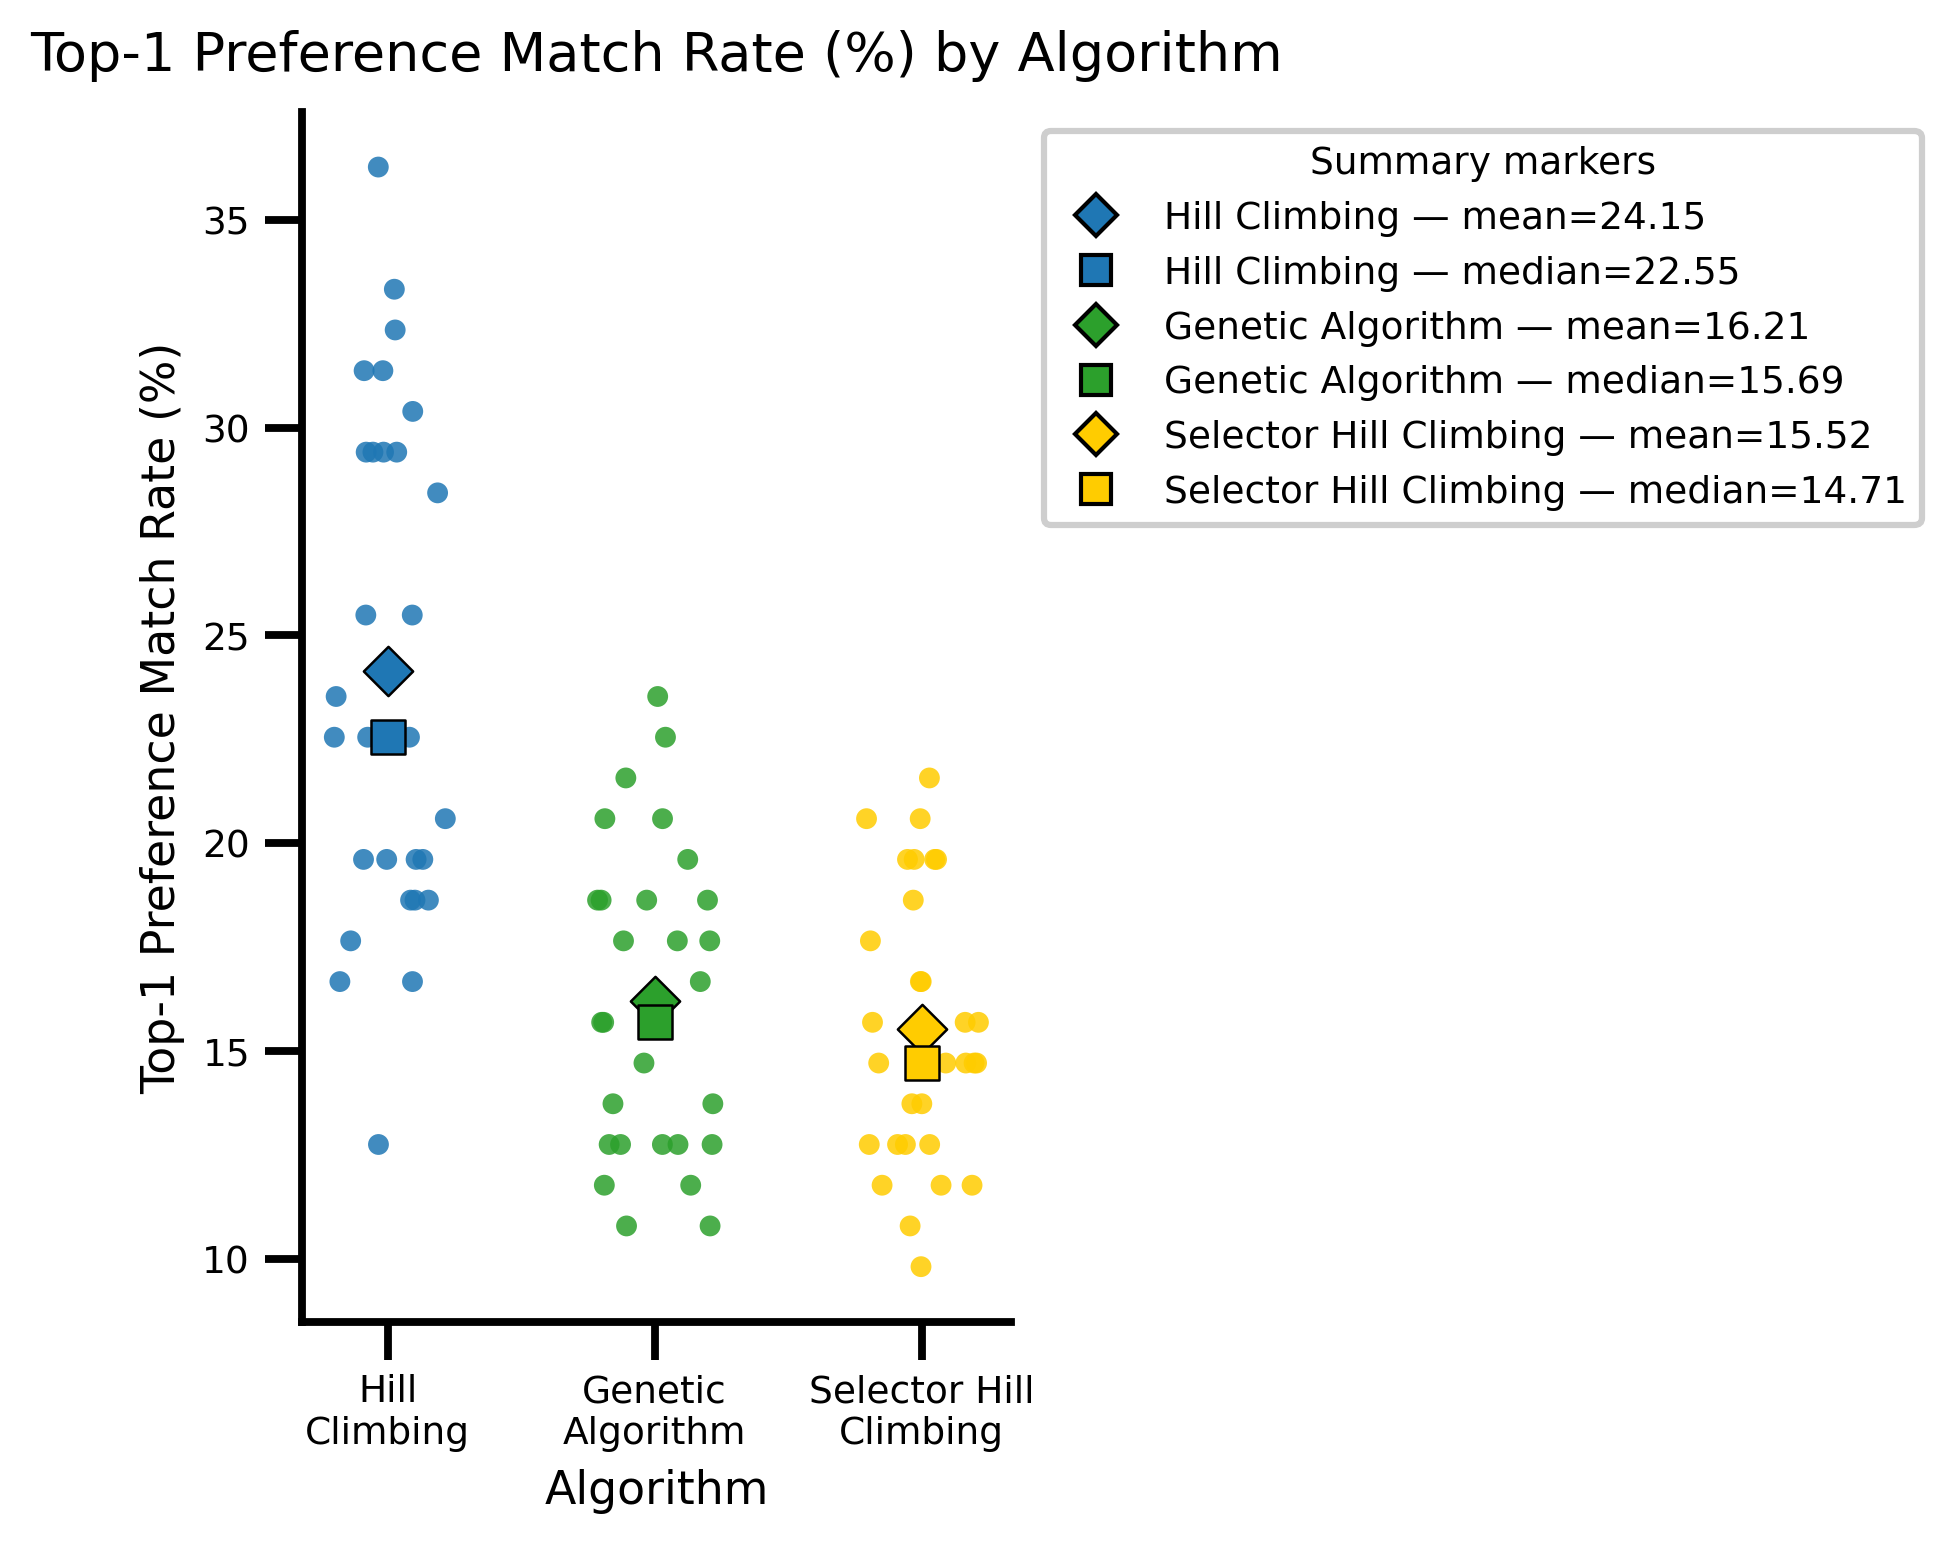 Top-1 Preference Match Rate (%) by Algorithm
Summary markers
Hill Climbing — mean=24.15
Hill Climbing — median=22.55
Genetic Algorithm — mean=16.21
Genetic Algorithm — median=15.69
Selector Hill Climbing — mean=15.52
Selector Hill Climbing — median=14.71
Top-1 Preference Match Rate (%)
35
30
25
20
15
10
Hill
Climbing
Genetic
Algorithm
Selector Hill
Climbing
Algorithm